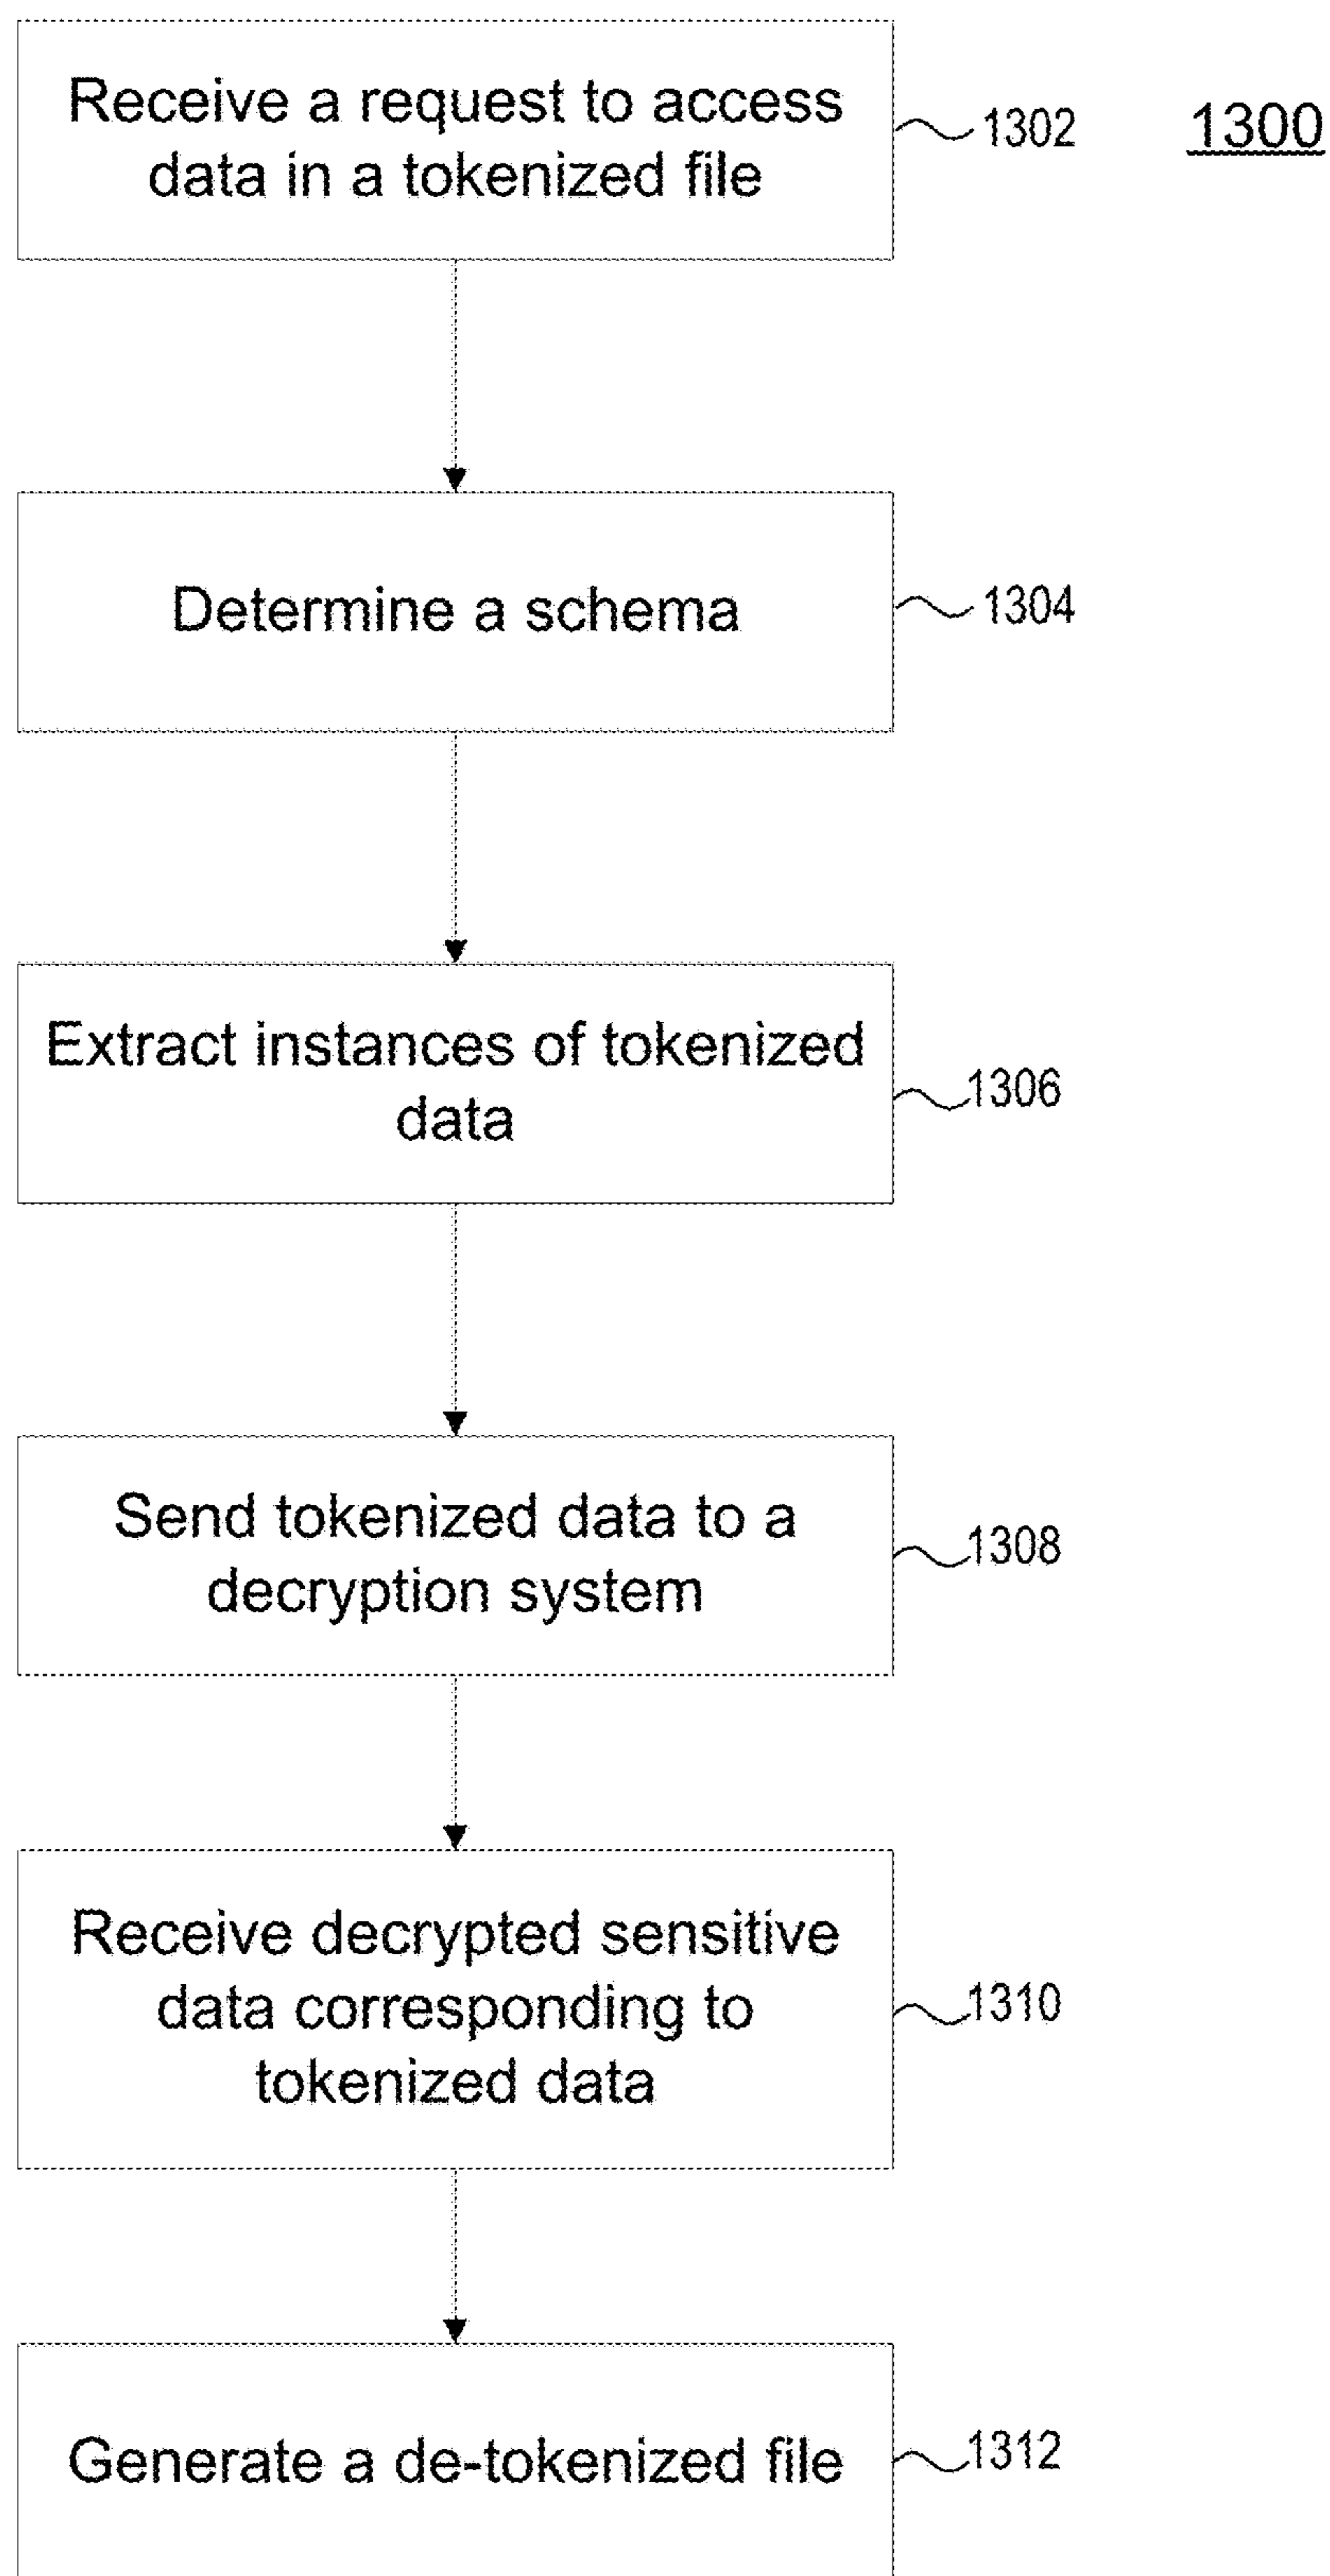 Receive a request to access
data in a tokenized file
1302
1300
Determine a schema
1304
Extract instances of tokenized
data
1306
Send tokenized data to a
decryption system
1308
Receive decrypted sensitive
data corresponding to
tokenized data
1310
Generate a de-tokenized file
1312